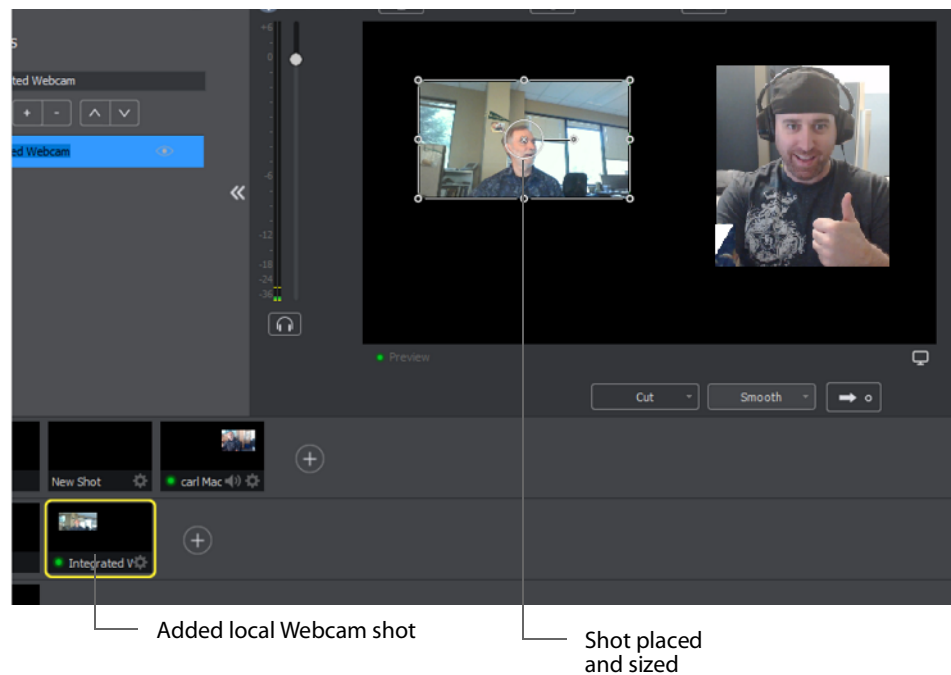 s
+6
0
ted Webcam
+ -
ed Webcam
-6
-12
-18
-24
-36
Preview
Cut
Smooth
New Shot
carl Mac
Integrated W
Added local Webcam shot
Shot placed
and sized